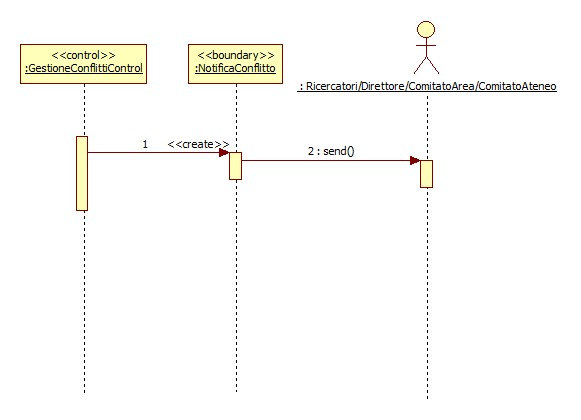 <<control>>
:GestioneConflittiControl
<<boundary>>
:NotificaConflitto
: Ricercatori/Direttore/ComitatoArea/ComitatoAteneo
1 <<create>>
2 : send()